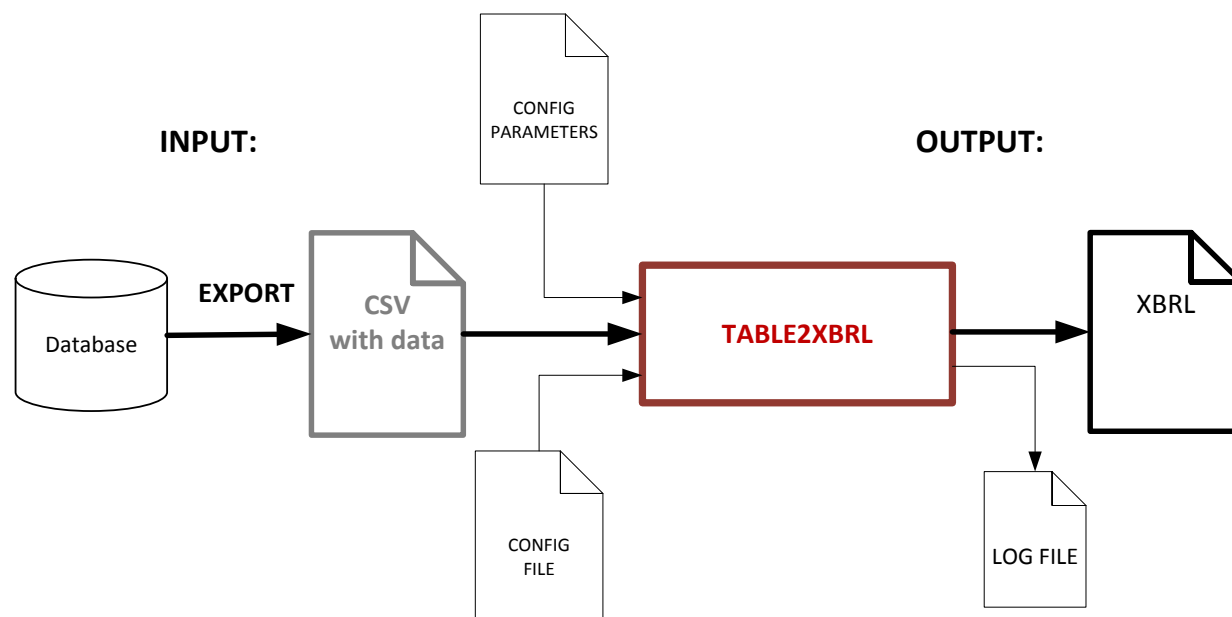 CONFIG
PARAMETERS
INPUT:
OUTPUT:
EXPORT
Database
CSV
with data
TABLE2XBRL
XBRL
CONFIG
FILE
LOG FILE